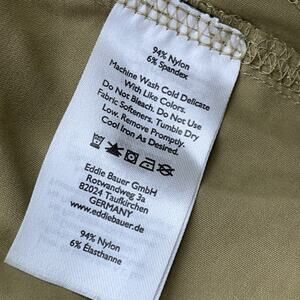 94% Nylon
6% Spandex
Machine Wash Cold Delicate
With Like Colors.
Do Not Bleach. Do Not Use
Fabric Softeners. Tumble Dry
Low. Remove Promptly.
Cool Iron As Desired.
Eddie Bauer GmbH
Rotwandweg 3a
82024 Taufkirchen
GERMANY
www.eddiebauer.de
94% Nylon
6% Élasthanne